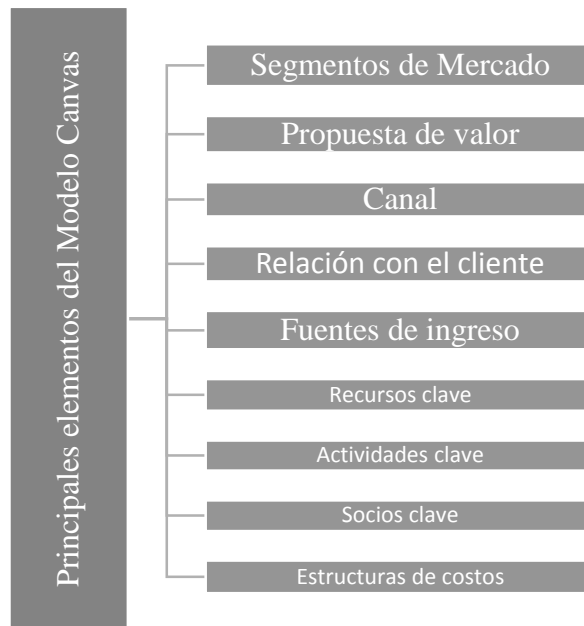 Principales elementos del Modelo Canvas
Segmentos de Mercado
Propuesta de valor
Canal
Relación con el cliente
Fuentes de ingreso
Recursos clave
Actividades clave
Socios clave
Estructuras de costos